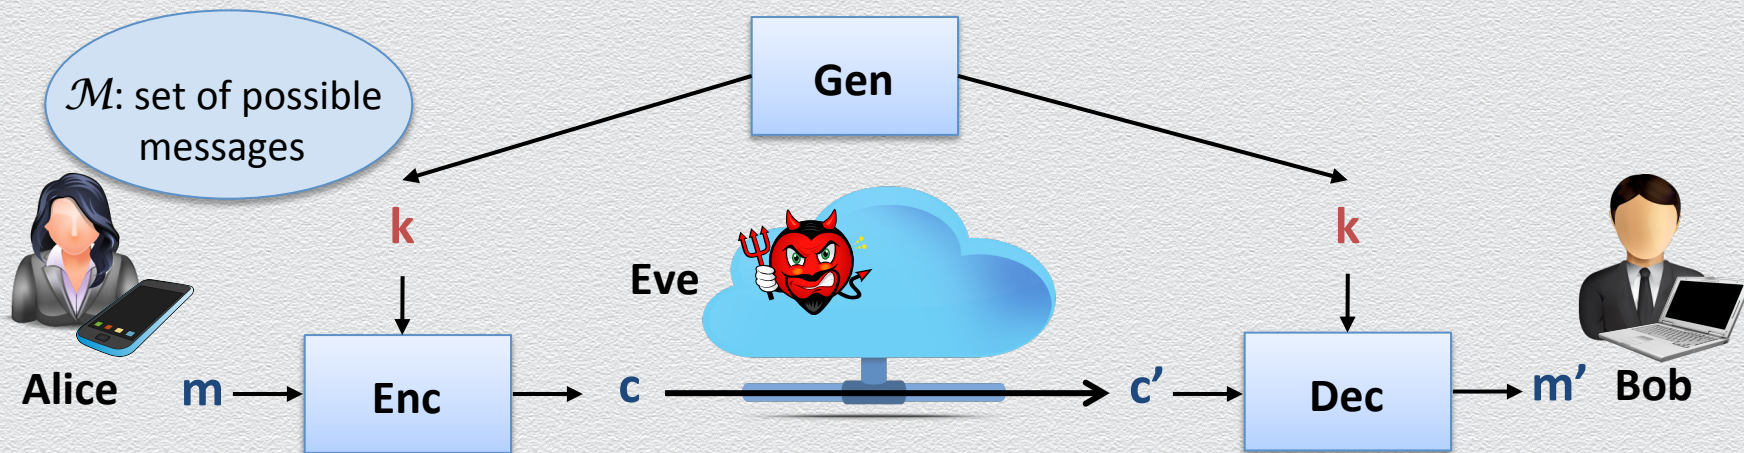 ℳ: set of possible
messages
Gen
k
k
Eve
Alice
m
Enc
c
c’
Dec
m’
Bob